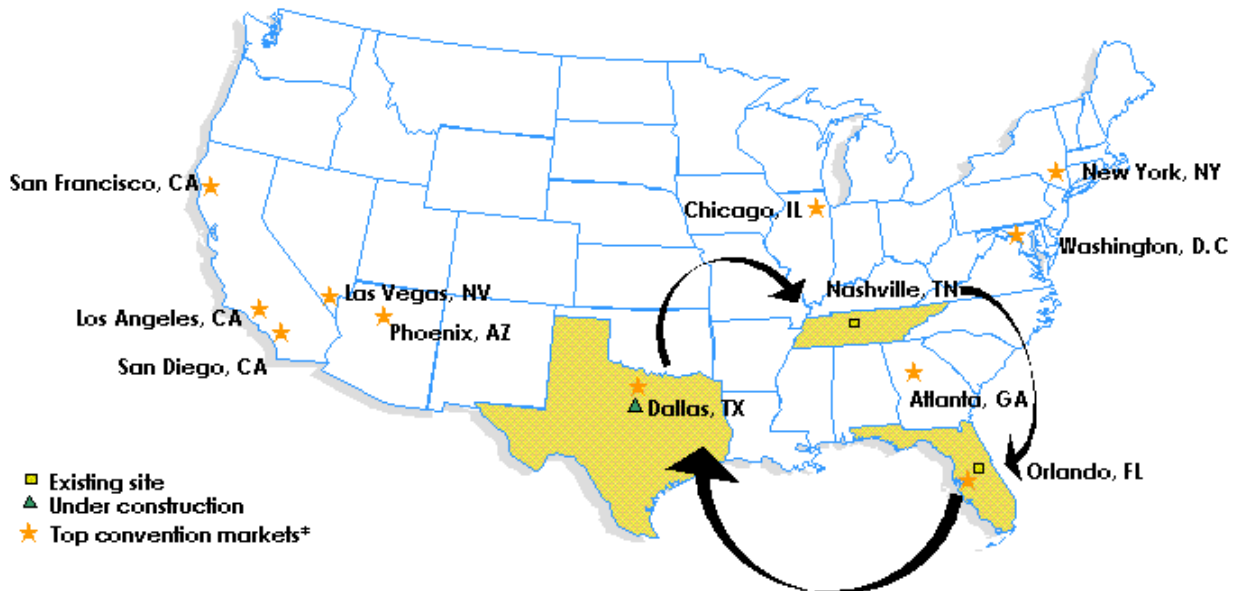 San Francisco, CA
New York, NY
Chicago, IL
Washington, D.C
Nashville, TN
Las Vegas, NV
Los Angeles, CA
Phoenix, AZ
San Diego, CA
Dallas, TX
Atlanta, GA
Orlando, FL
Existing site
Under construction
Top convention markets*